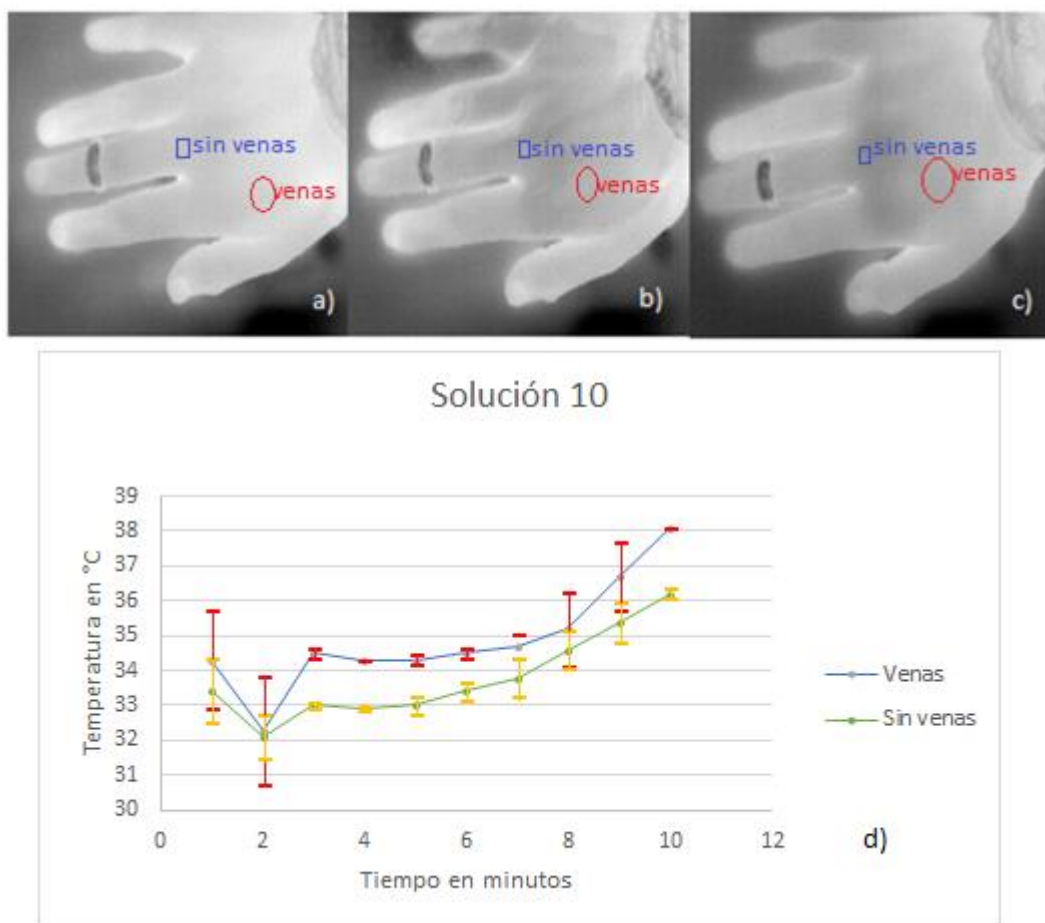 sin venas
venas
a)
sin venas
venas
b)
sin venas
venas
c)
Solución 10
Temperatura en °C
39
38
37
36
35
34
33
32
31
30
0 2 4 6 8 10 12
Tiempo en minutos
Venas
Sin venas
d)